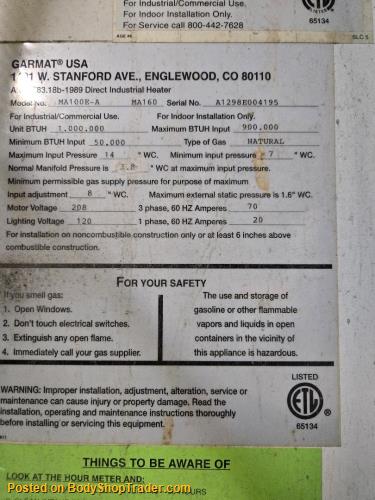 For Industrial/Commercial Use.
For Indoor Installation Only.
For Service call 800-442-7628
65134
AGE #6
SLC 5
GARMAT® USA
W. STANFORD AVE., ENGLEWOOD, CO 80110
83.18b-1989 Direct Industrial Heater
Model No. MA100E-A MA160 Serial No. A1298E004195
For Industrial/Commercial Use. For Indoor Installation Only.
Unit BTUH 1,000,000 Maximum BTUH Input 900,000
Minimum BTUH Input 50,000 Type of Gas NATURAL
Maximum Input Pressure 14 " WC. Minimum input pressure 7 " WC.
Normal Manifold Pressure is 3.8 " WC at maximum input pressure.
Minimum permissible gas supply pressure for purpose of maximum
Input adjustment 8 " WC. Maximum external static pressure is 1.6" WC.
Motor Voltage 208 3 phase, 60 HZ Amperes 70
Lighting Voltage 120 1 phase, 60 HZ Amperes 20
For installation on noncombustible construction only or at least 6 inches above
combustible construction.
FOR YOUR SAFETY
If you smell gas:
1. Open Windows.
2. Don't touch electrical switches.
3. Extinguish any open flame.
4. Immediately call your gas supplier.
The use and storage of
gasoline or other flammable
vapors and liquids in open
containers in the vicinity of
this appliance is hazardous.
WARNING: Improper installation, adjustment, alteration, service or
maintenance can cause injury or property damage. Read the
installation, operating and maintenance instructions thoroughly
before installing or servicing this equipment.
LISTED
ETL
®
65134
THINGS TO BE AWARE OF
LOOK AT THE HOUR METER AND:
HOURS
Posted on BodyShopTrader.com